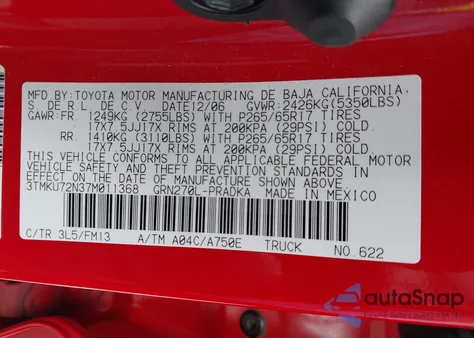 MFD.BY:TOYOTA MOTOR MANUFACTURING DE BAJA CALIFORNIA,
S. DE R.L. DE C.V. DATE12/06 GVWR:2426KG(5350LBS)
GAWR:FR. 1249KG (2755LBS) WITH P265/65R17 TIRES
17X7.5JJ17X RIMS AT 200KPA (29PSI) COLD.
RR. 1410KG (3110LBS) WITH P265/65R17 TIRES
17X7.5JJ17X RIMS AT 200KPA (29PSI) COLD.
THIS VEHICLE CONFORMS TO ALL APPLICABLE FEDERAL MOTOR
VEHICLE SAFETY AND THEFT PREVENTION STANDARDS IN
EFFECT ON THE DATE OF MANUFACTURE SHOWN ABOVE.
3TMKU72N37M011368 GRN270L-PRADKA MADE IN MEXICO
C/TR 3L5/FM13 A/TM A04C/A750E TRUCK NO.622
autoSnap